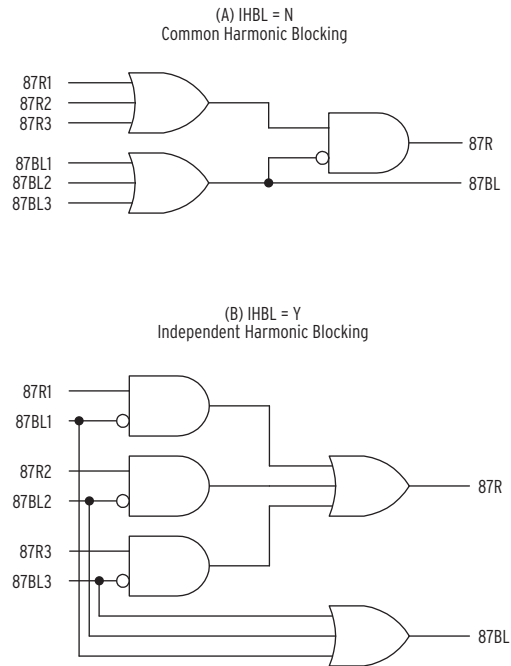 (A) IHBL = N
Common Harmonic Blocking
87R1
87R2
87R3
87R
87BL1
87BL2
87BL3
87BL
(B) IHBL = Y
Independent Harmonic Blocking
87R1
87BL1
87R2
87BL2
87R
87R3
87BL3
87BL